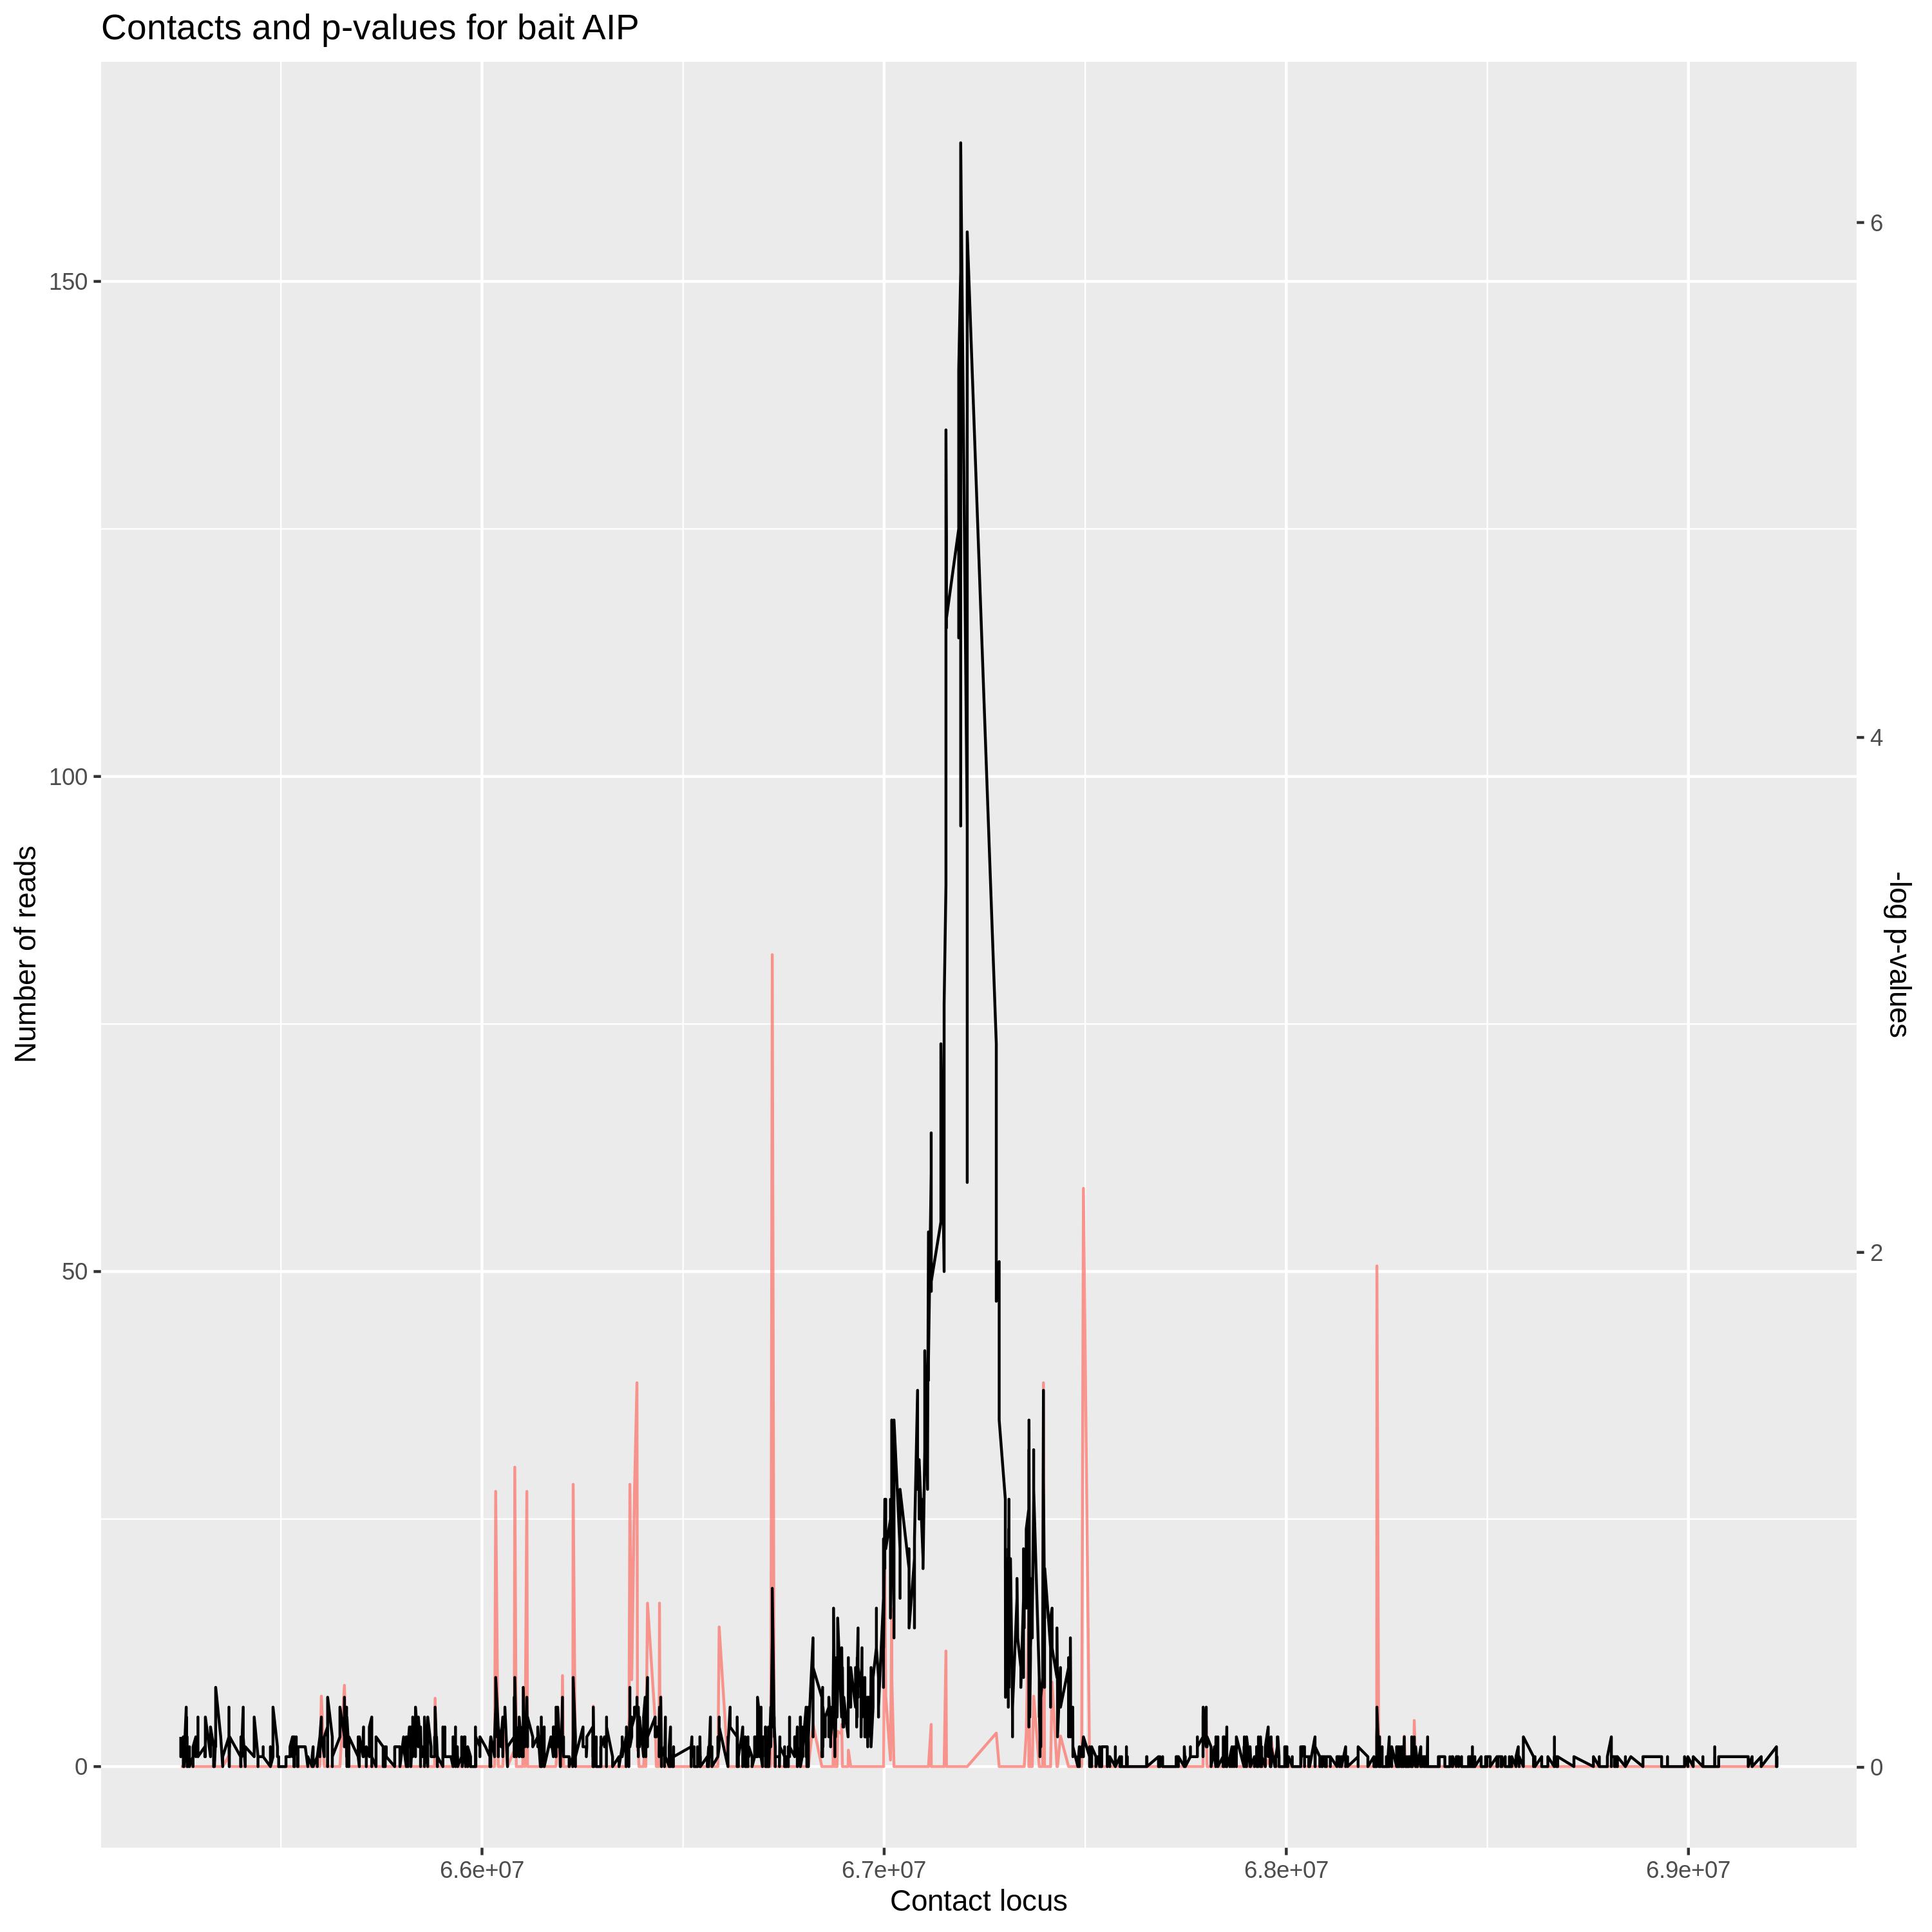 Contacts and p-values for bait AIP
150
100
50
0
Number of reads
6
4
2
0
-log p-values
6.6e+07
6.7e+07
6.8e+07
6.9e+07
Contact locus